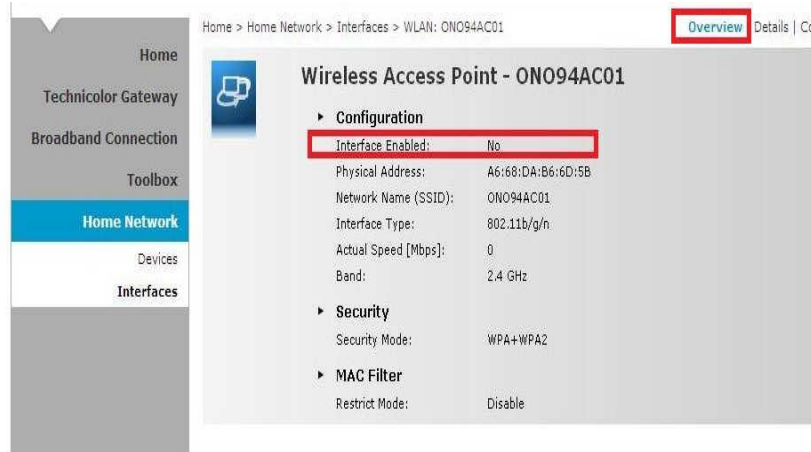 Home > Home Network > Interfaces > WLAN: ONO94AC01
Overview Details |
Home
Technicolor Gateway
Broadband Connection
Toolbox
Home Network
Devices
Interfaces
Wireless Access Point - ONO94AC01
Configuration
Interface Enabled: No
Physical Address: A6:68:DA:B6:6D:5B
Network Name (SSID): ONO94AC01
Interface Type: 802.11b/g/n
Actual Speed [Mbps]: 0
Band: 2.4 GHz
Security
Security Mode: WPA+WPA2
MAC Filter
Restrict Mode: Disable